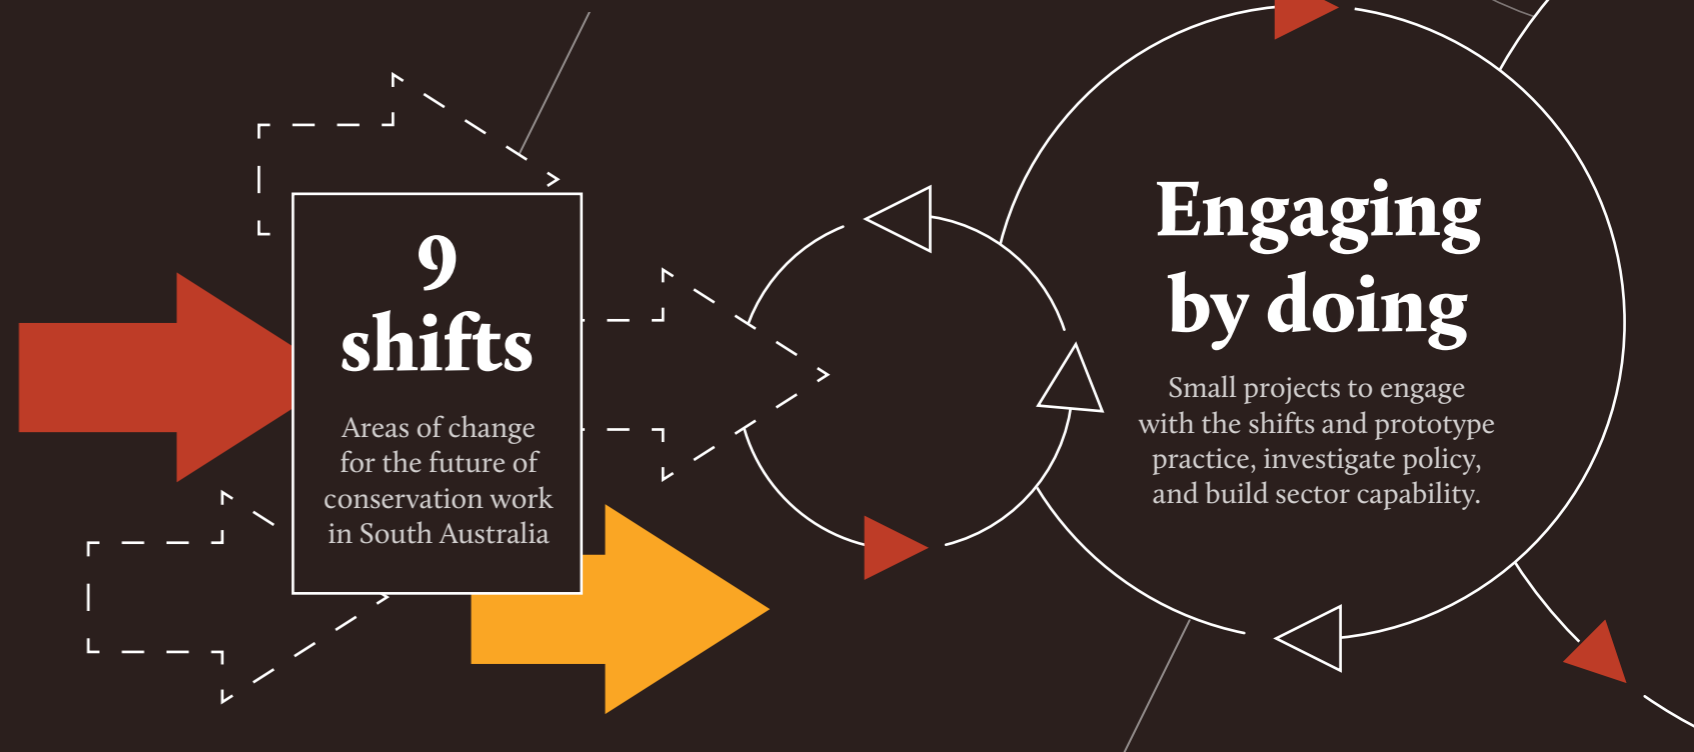 9
shifts
Areas of change
for the future of
conservation work
in South Australia
Engaging
by doing
Small projects to engage
with the shifts and prototype
practice, investigate policy,
and build sector capability.